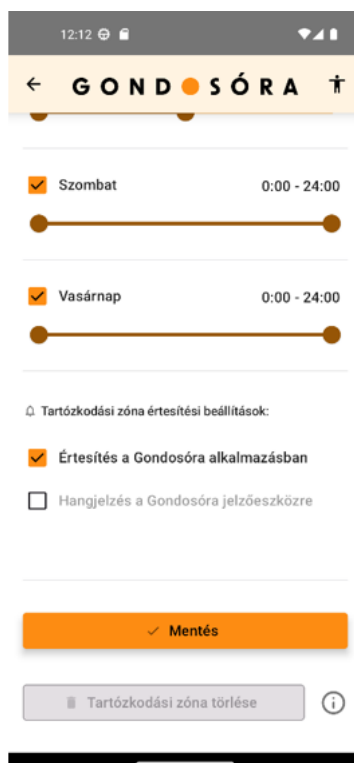 12:12
GONDOSÓRA
Szombat 0:00 - 24:00
Vasárnap 0:00 - 24:00
Tartózkodási zóna értesítési beállítások:
Értesítés a Gondosóra alkalmazásban
Hangjelzés a Gondosóra jelzőeszközre
Mentés
Tartózkodási zóna törlése